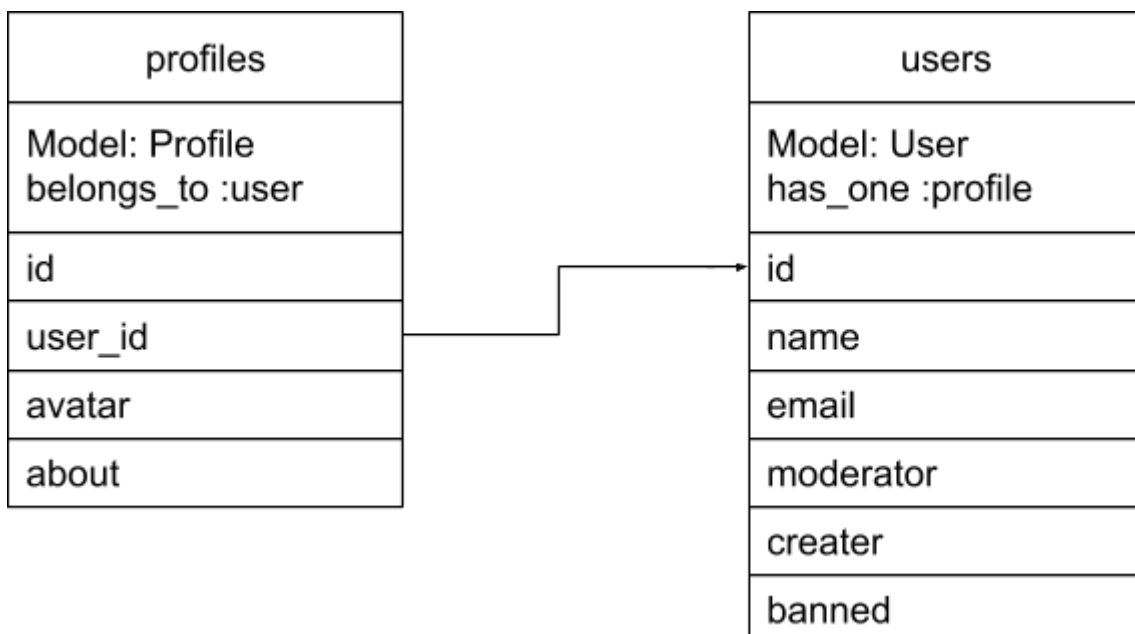 profiles
Model: Profile
belongs_to :user
id
user_id
avatar
about
users
Model: User
has_one :profile
id
name
email
moderator
creater
banned